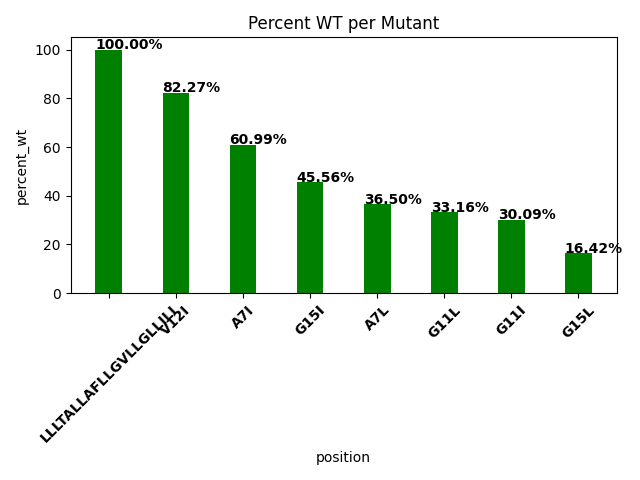 Percent WT per Mutant
percent_wt
100
80
60
40
20
0
100.00%
82.27%
60.99%
45.56%
36.50%
33.16%
30.09%
16.42%
LLLTALLAFLLGVLLGLLILL
V12I
A7I
G15I
A7L
G11L
G11I
G15L
position